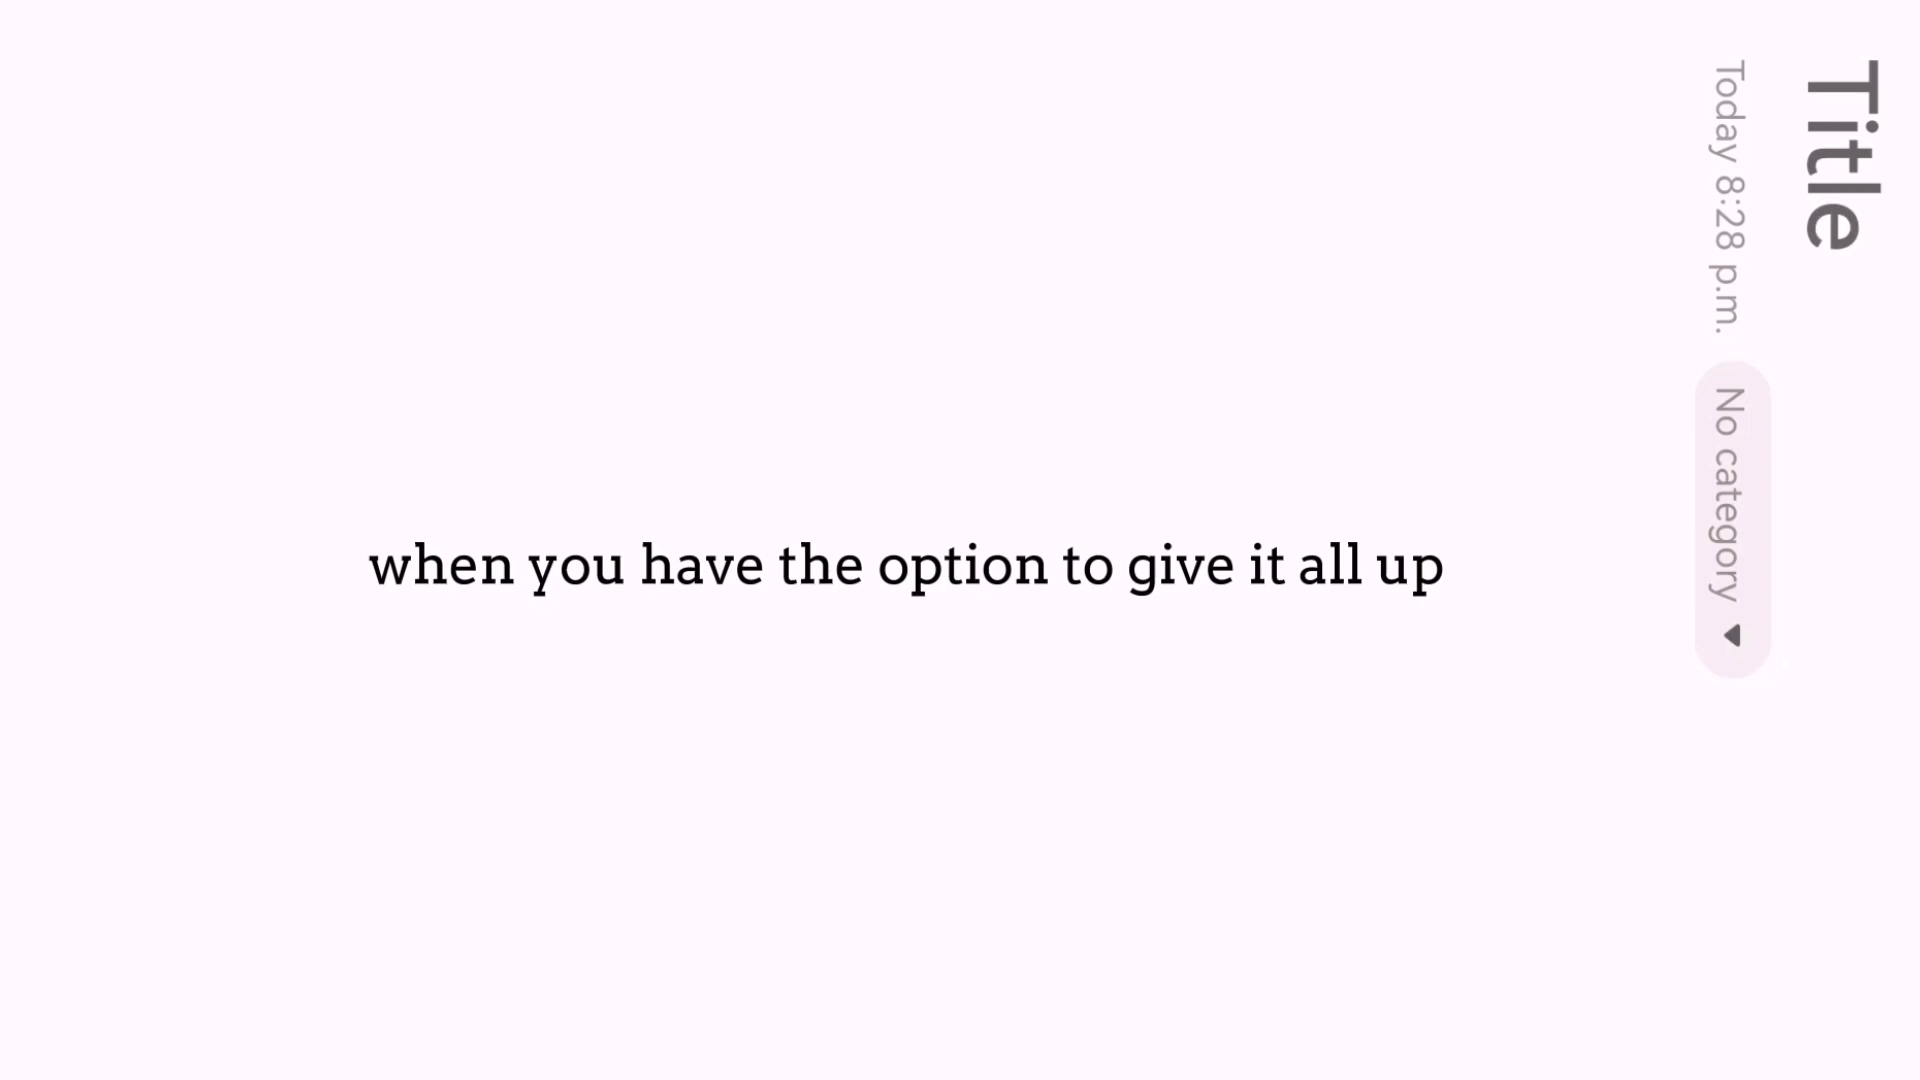 Title
Today 8:28 p.m. No category
when you have the option to give it all up